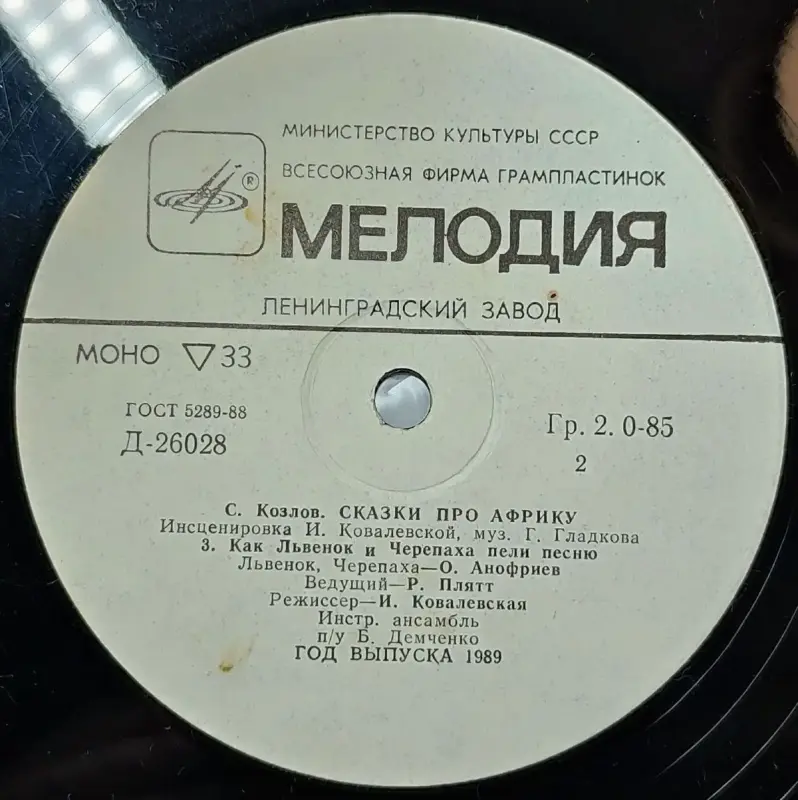 МИНИСТЕРСТВО КУЛЬТУРЫ СССР
ВСЕСОЮЗНАЯ ФИРМА ГРАМПЛАСТИНОК
®
МЕЛОДИЯ
ЛЕНИНГРАДСКИЙ ЗАВОД
МОНО ▽ 33
ГОСТ 5289-88
Д-26028
Гр. 2. 0-85
2
С. Козлов. СКАЗКИ ПРО АФРИКУ
Инсценировка И. Ковалевской, муз. Г. Гладкова
3. Как Львенок и Черепаха пели песню
Львенок, Черепаха—О. Анофриев
Ведущий—Р. Плятт
Режиссер—И. Ковалевская
Инстр. ансамбль
п/у Б. Демченко
ГОД ВЫПУСКА 1989